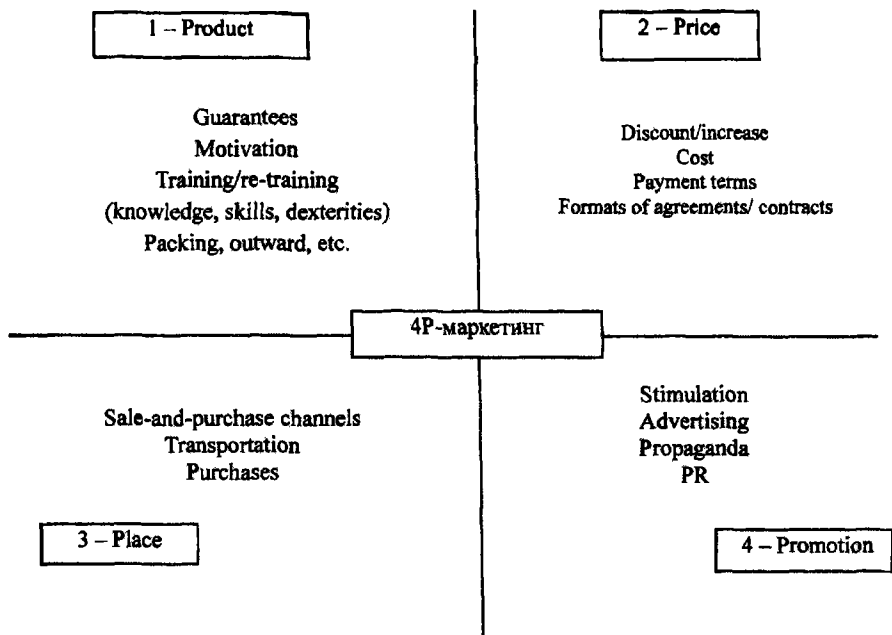 1 – Product
2 – Price
Guarantees
Motivation
Training/re-training
(knowledge, skills, dexterities)
Packing, outward, etc.
Discount/increase
Cost
Payment terms
Formats of agreements/ contracts
4P-маркетинг
Sale-and-purchase channels
Transportation
Purchases
Stimulation
Advertising
Propaganda
PR
3 – Place
4 – Promotion